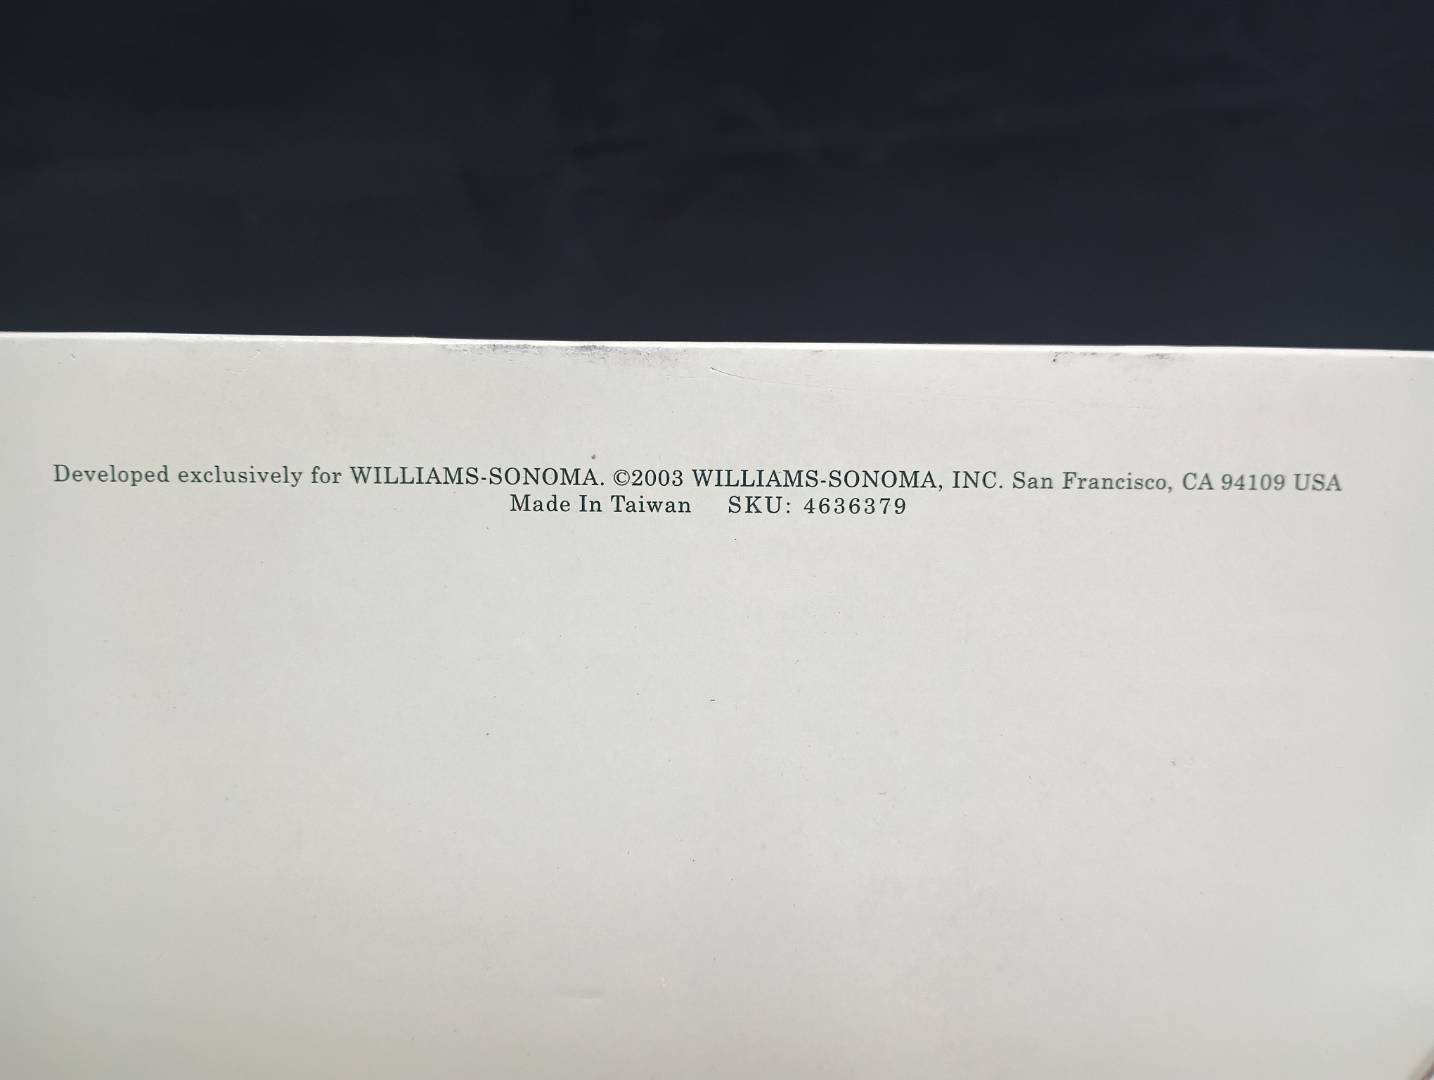 Developed exclusively for WILLIAMS-SONOMA. ©2003 WILLIAMS-SONOMA, INC. San Francisco, CA 94109 USA
Made In Taiwan SKU: 4636379